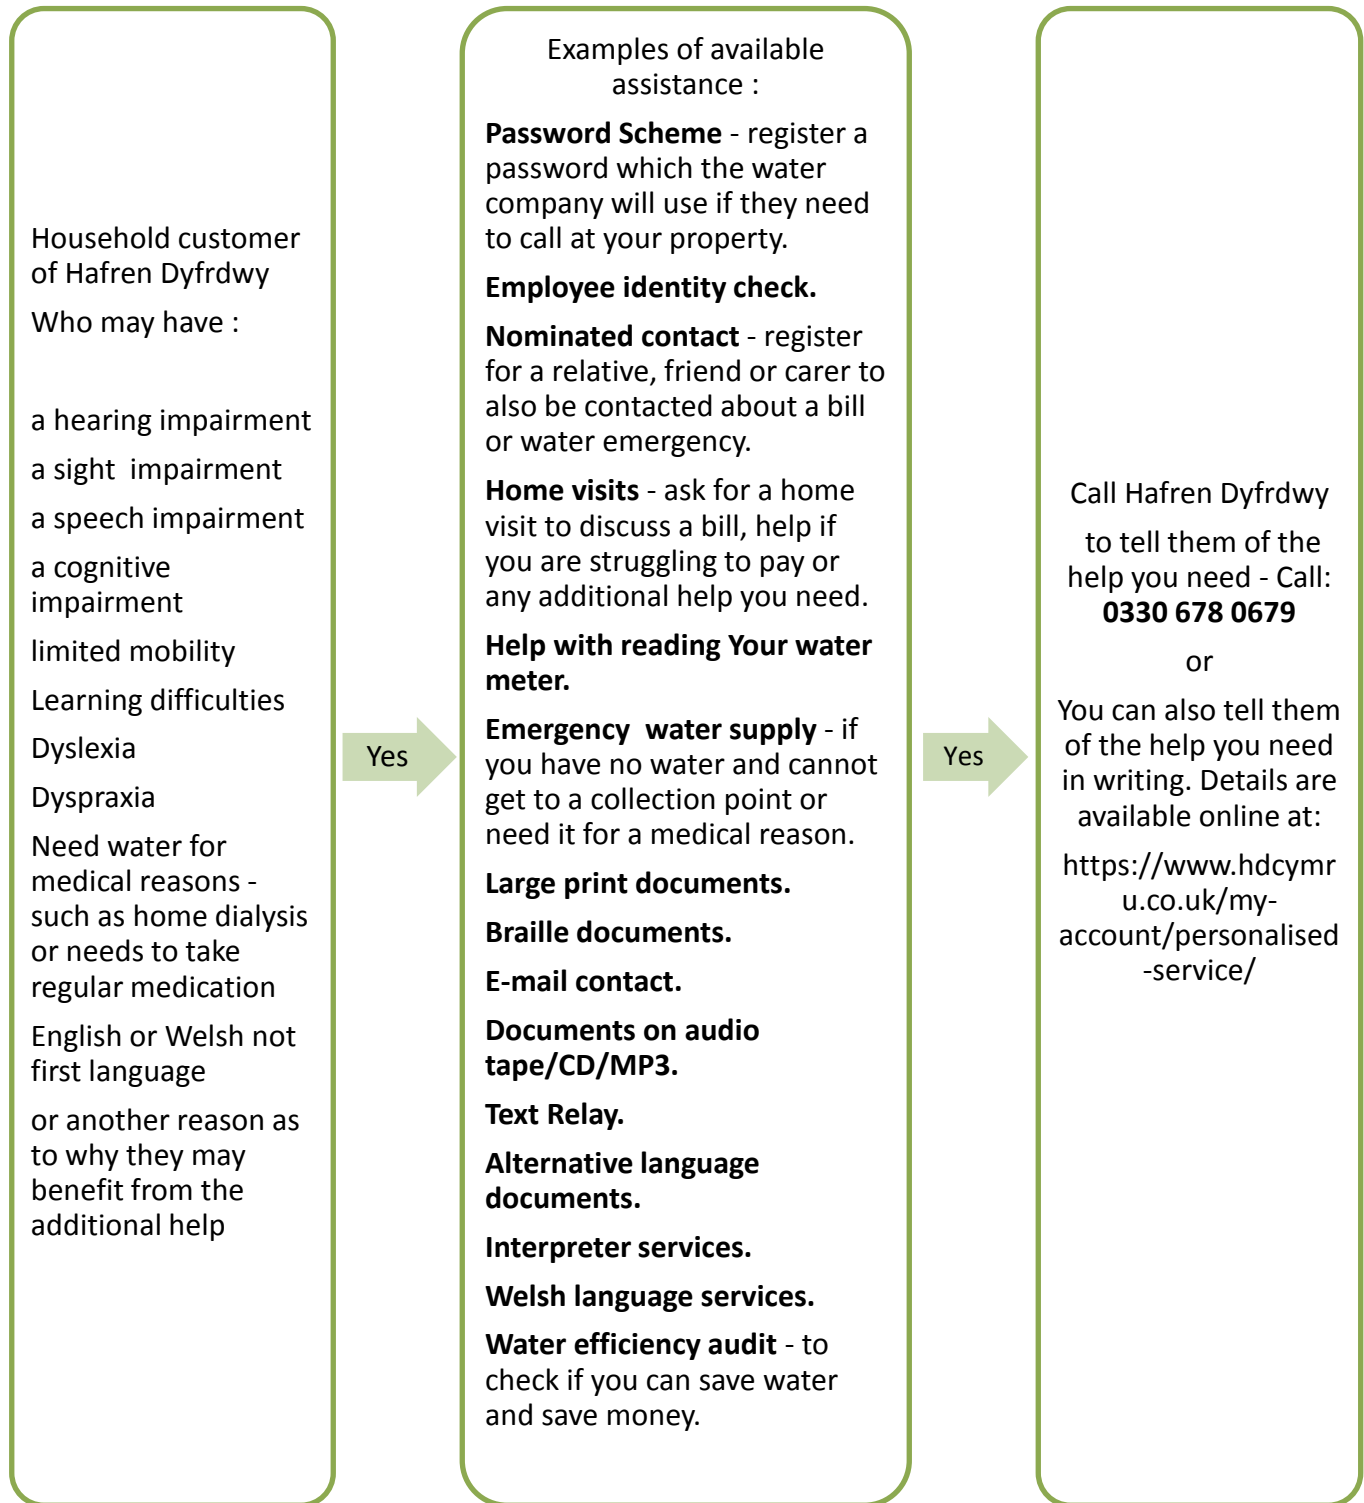 Household customer
of Hafren Dyfrdwy
Who may have :
a hearing impairment
a sight  impairment
a speech impairment
a cognitive
impairment
limited mobility
Learning difficulties
Dyslexia
Dyspraxia
Need water for
medical reasons -
such as home dialysis
or needs to take
regular medication
English or Welsh not
first language
or another reason as
to why they may
benefit from the
additional help
Yes
Examples of available
assistance :
Password Scheme - register a
password which the water
company will use if they need
to call at your property.
Employee identity check.
Nominated contact - register
for a relative, friend or carer to
also be contacted about a bill
or water emergency.
Home visits - ask for a home
visit to discuss a bill, help if
you are struggling to pay or
any additional help you need.
Help with reading Your water
meter.
Emergency  water supply - if
you have no water and cannot
get to a collection point or
need it for a medical reason.
Large print documents.
Braille documents.
E-mail contact.
Documents on audio
tape/CD/MP3.
Text Relay.
Alternative language
documents.
Interpreter services.
Welsh language services.
Water efficiency audit - to
check if you can save water
and save money.
Yes
Call Hafren Dyfrdwy
to tell them of the
help you need - Call:
0330 678 0679
or
You can also tell them
of the help you need
in writing. Details are
available online at:
https://www.hdcymr
u.co.uk/my-
account/personalised
-service/